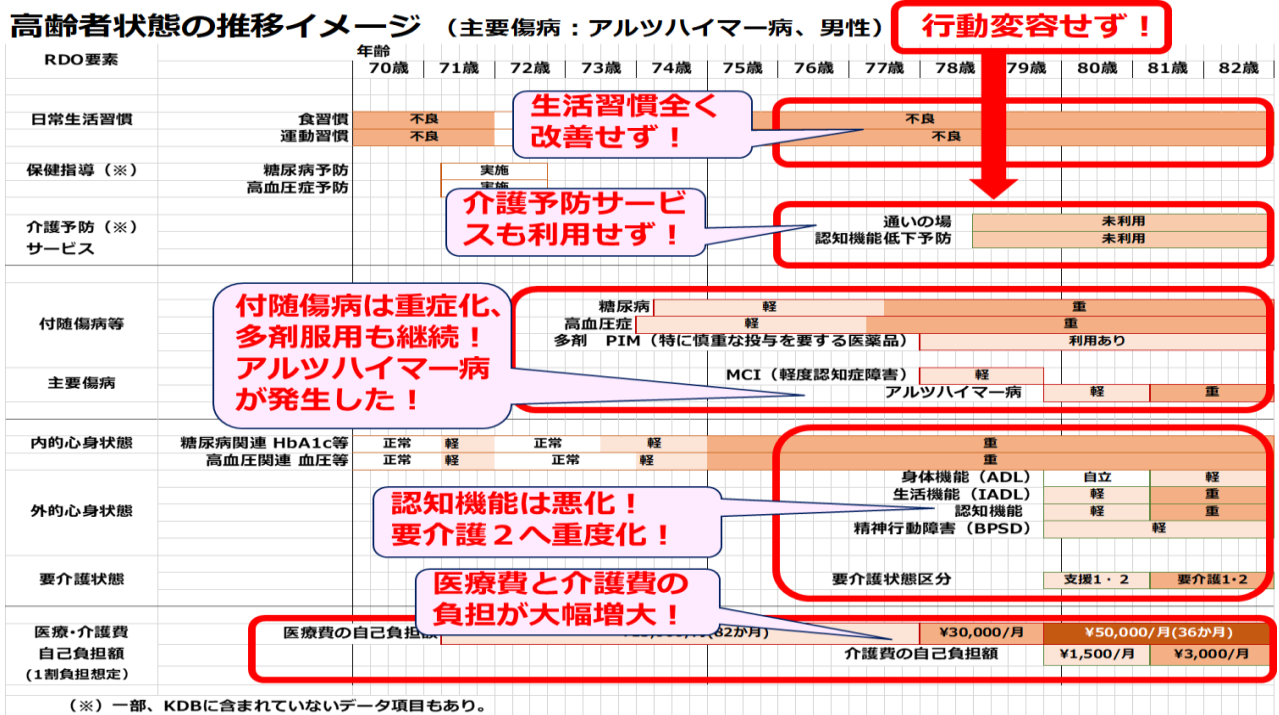 高齢者状態の推移イメージ （主要傷病：アルツハイマー病、男性）
行動変容せず！
RDO要素
年齢
70歳 71歳 72歳 73歳 74歳 75歳 76歳 77歳 78歳 79歳 80歳 81歳 82歳
生活習慣全く
改善せず！
日常生活習慣 食習慣 不良 不良
運動習慣 不良 不良
保健指導（※） 糖尿病予防 実施
高血圧症予防 実施
介護予防サービ
スも利用せず！
介護予防（※）
サービス
通いの場 未利用
認知機能低下予防 未利用
付随傷病は重症化、
多剤服用も継続！
アルツハイマー病
が発生した！
付随傷病等
糖尿病 軽 重
高血圧症 軽 重
多剤 PIM（特に慎重な投与を要する医薬品） 利用あり
主要傷病
MCI（軽度認知症障害） 軽
アルツハイマー病 軽 重
内的心身状態 糖尿病関連 HbA1c等 正常 軽 正常 軽 重
高血圧関連 血圧等 正常 軽 正常 軽 重
認知機能は悪化！
要介護２へ重度化！
外的心身状態
身体機能（ADL） 自立 軽
生活機能（IADL） 軽 重
認知機能 軽 重
精神行動障害（BPSD） 軽
要介護状態 要介護状態区分 支援1・2 要介護1・2
医療費と介護費の
負担が大幅増大！
医療・介護費
自己負担額
(1割負担想定)
医療費の自己負担額 (82か月) ¥30,000/月 ¥50,000/月(36か月)
介護費の自己負担額 ¥1,500/月 ¥3,000/月
（※）一部、KDBに含まれていないデータ項目もあり。